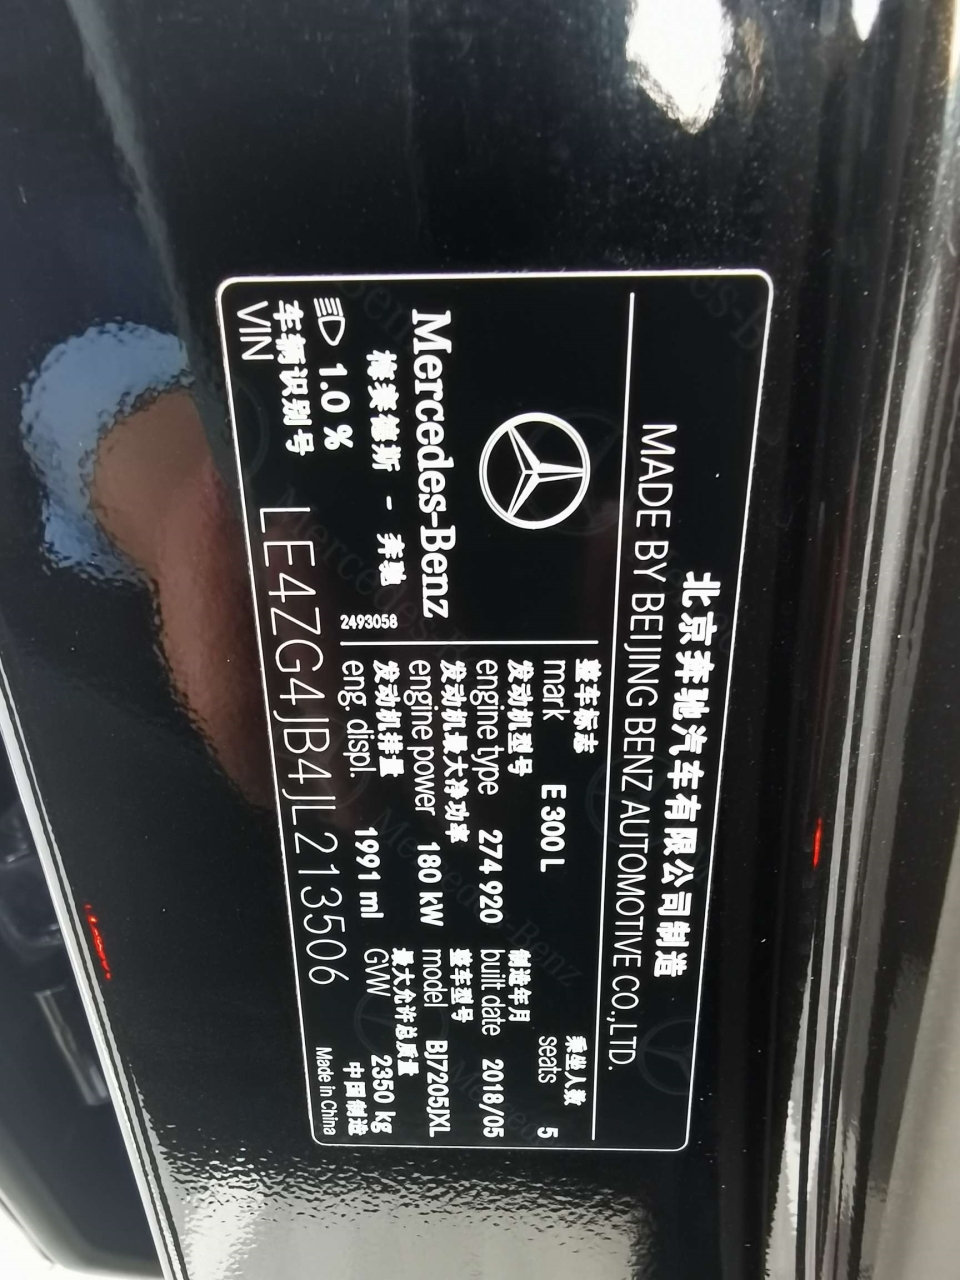 北京奔驰汽车有限公司制造
MADE BY BEIJING BENZ AUTOMOTIVE CO.,LTD.
Mercedes-Benz
梅赛德斯 - 奔驰
2493058
整车标志
mark E 300 L
乘坐人数
seats 5
发动机型号
engine type 274 920
制造年月
built date 2018/05
发动机最大净功率
engine power 180 kW
整车型号
model BJ7205JXL
发动机排量
eng. displ. 1991 ml
最大允许总质量
GVW 2350 kg
1.0 %
中国制造
Made in China
车辆识别号
VIN LE4ZG4JB4JL213506